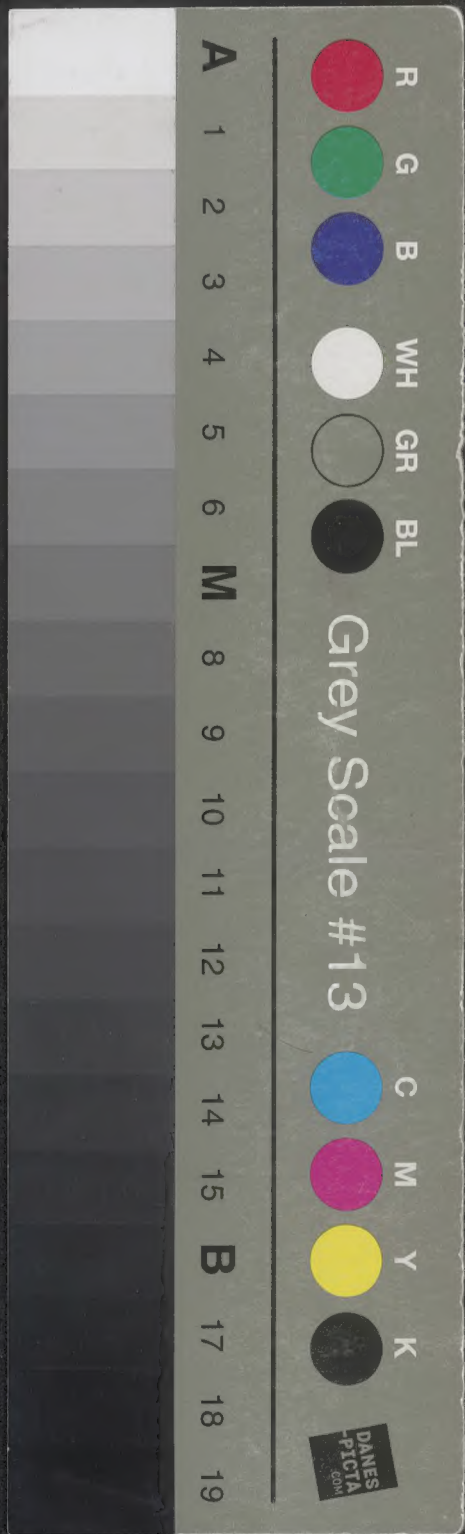 R G B WH GR BL Grey Scale #13 C M Y K
DANES
-PICTA
.COM
A 1 2 3 4 5 6 M 8 9 10 11 12 13 14 15 B 17 18 19